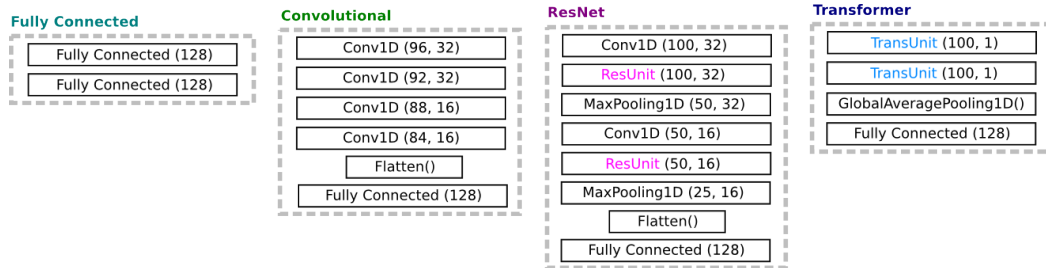 Fully Connected
Fully Connected (128)
Fully Connected (128)
Convolutional
Conv1D (96, 32)
Conv1D (92, 32)
Conv1D (88, 16)
Conv1D (84, 16)
Flatten()
Fully Connected (128)
ResNet
Conv1D (100, 32)
ResUnit (100, 32)
MaxPooling1D (50, 32)
Conv1D (50, 16)
ResUnit (50, 16)
MaxPooling1D (25, 16)
Flatten()
Fully Connected (128)
Transformer
TransUnit (100, 1)
TransUnit (100, 1)
GlobalAveragePooling1D()
Fully Connected (128)